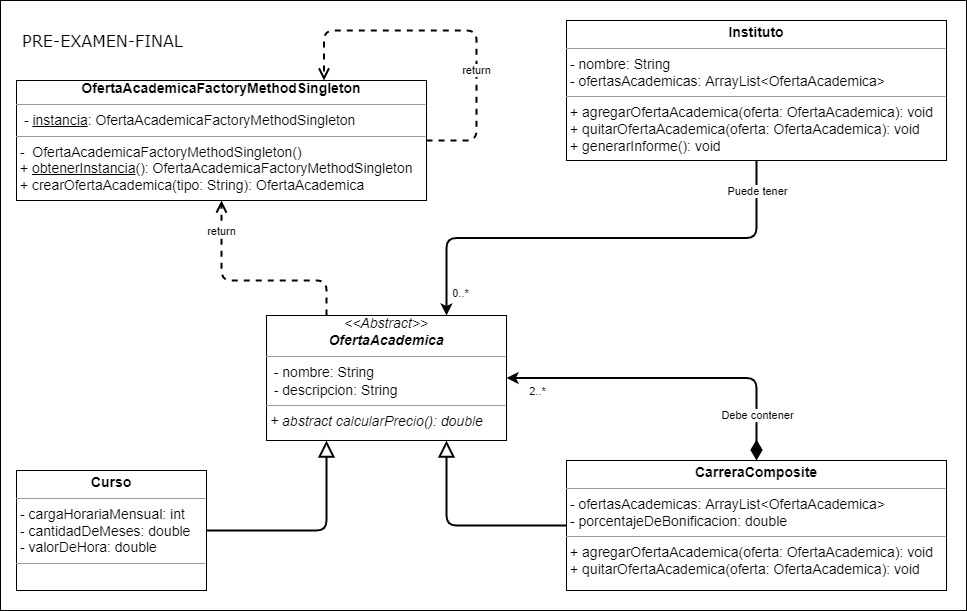 PRE-EXAMEN-FINAL
OfertaAcademicaFactoryMethodSingleton
- instancia: OfertaAcademicaFactoryMethodSingleton
- OfertaAcademicaFactoryMethodSingleton()
+ obtenerInstancia(): OfertaAcademicaFactoryMethodSingleton
+ crearOfertaAcademica(tipo: String): OfertaAcademica
return
return
Instituto
- nombre: String
- ofertasAcademicas: ArrayList<OfertaAcademica>
+ agregarOfertaAcademica(oferta: OfertaAcademica): void
+ quitarOfertaAcademica(oferta: OfertaAcademica): void
+ generarInforme(): void
Puede tener
0..*
<<Abstract>>
OfertaAcademica
- nombre: String
- descripcion: String
+ abstract calcularPrecio(): double
2..*
Debe contener
Curso
- cargaHorariaMensual: int
- cantidadDeMeses: double
- valorDeHora: double
CarreraComposite
- ofertasAcademicas: ArrayList<OfertaAcademica>
- porcentajeDeBonificacion: double
+ agregarOfertaAcademica(oferta: OfertaAcademica): void
+ quitarOfertaAcademica(oferta: OfertaAcademica): void